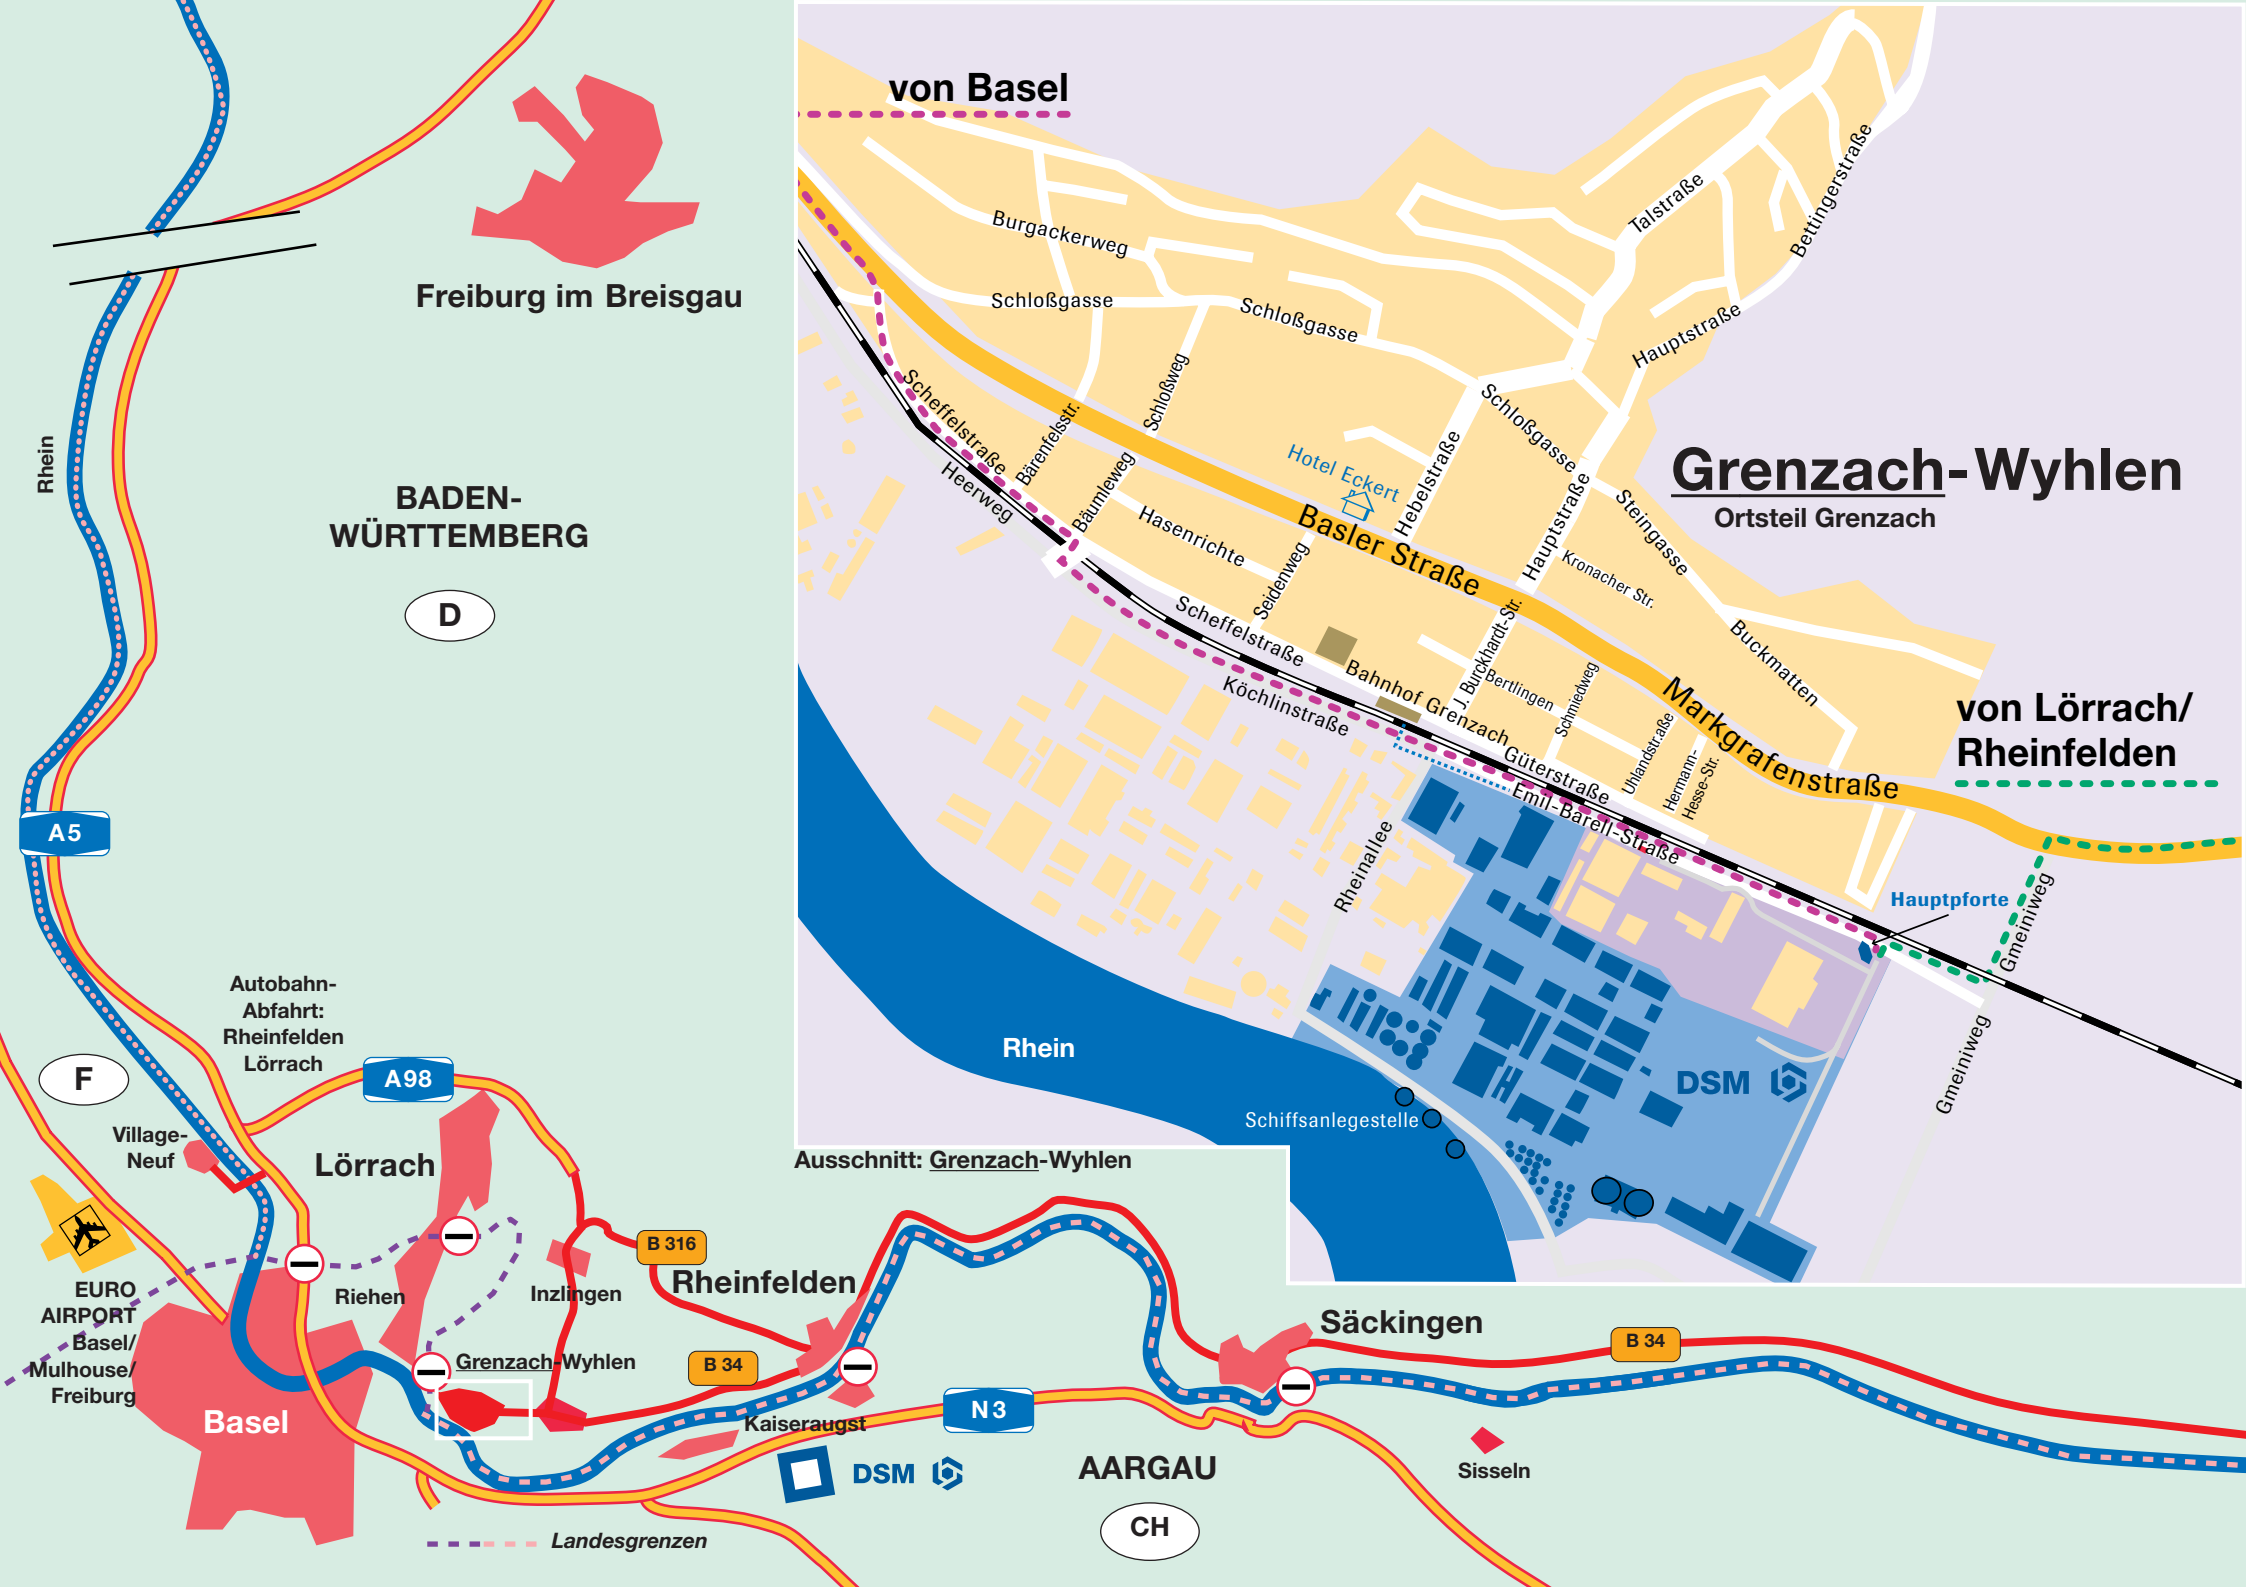 von Basel
Burgackerweg
Schloßgasse
Schloßgasse
Talstraße
Bettingerstraße
Hauptstraße
Scheffelstraße
Heerweg
Bärenfelsstr.
Schloßweg
Bäumleweg
Hasenrichte
Seidenweg
Hotel Eckert
Hebelstraße
Schloßgasse
Hauptstraße
Steingasse
Kronacher Str.
Basler Straße
Buckmatten
Scheffelstraße
Köchlinstraße
Bahnhof Grenzach
J. Burckhardt-Str.
Bertlingen
Schmiedweg
Güterstraße
Emil-Barell-Straße
Uhlandstr.aße
Hermann-
Hesse-Str.
Markgrafenstraße
Grenzach-Wyhlen
Ortsteil Grenzach
von Lörrach/
Rheinfelden
Hauptpforte
Gmeiniweg
Gmeiniweg
Rheinallee
Rhein
Schiffsanlegestelle
DSM
Ausschnitt: Grenzach-Wyhlen
Freiburg im Breisgau
Rhein
BADEN-
WÜRTTEMBERG
D
A5
Autobahn-
Abfahrt:
Rheinfelden
Lörrach
F
A98
Village-
Neuf
Lörrach
EURO
AIRPORT
Basel/
Mulhouse/
Freiburg
Riehen
Inzlingen
B 316
Rheinfelden
Grenzach-Wyhlen
B 34
Basel
Kaiseraugst
DSM
N3
Säckingen
B 34
AARGAU
CH
Sisseln
Landesgrenzen